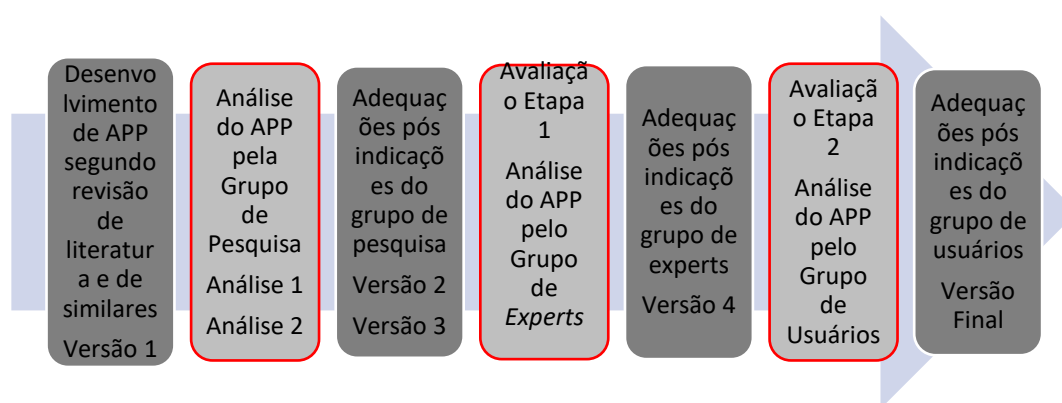 Desenvo
lvimento
de APP
segundo
revisão
de
literatur
a e de
similares
Versão 1
Análise
do APP
pela
Grupo
de
Pesquisa
Análise 1
Análise 2
Adequaç
ões pós
indicaçõ
es do
grupo de
pesquisa
Versão 2
Versão 3
Avaliaçã
o Etapa
1
Análise
do APP
pelo
Grupo
de
Experts
Adequaç
ões pós
indicaçõ
es do
grupo de
experts
Versão 4
Avaliaçã
o Etapa
2
Análise
do APP
pelo
Grupo
de
Usuários
Adequaç
ões pós
indicaçõ
es do
grupo de
usuários
Versão
Final